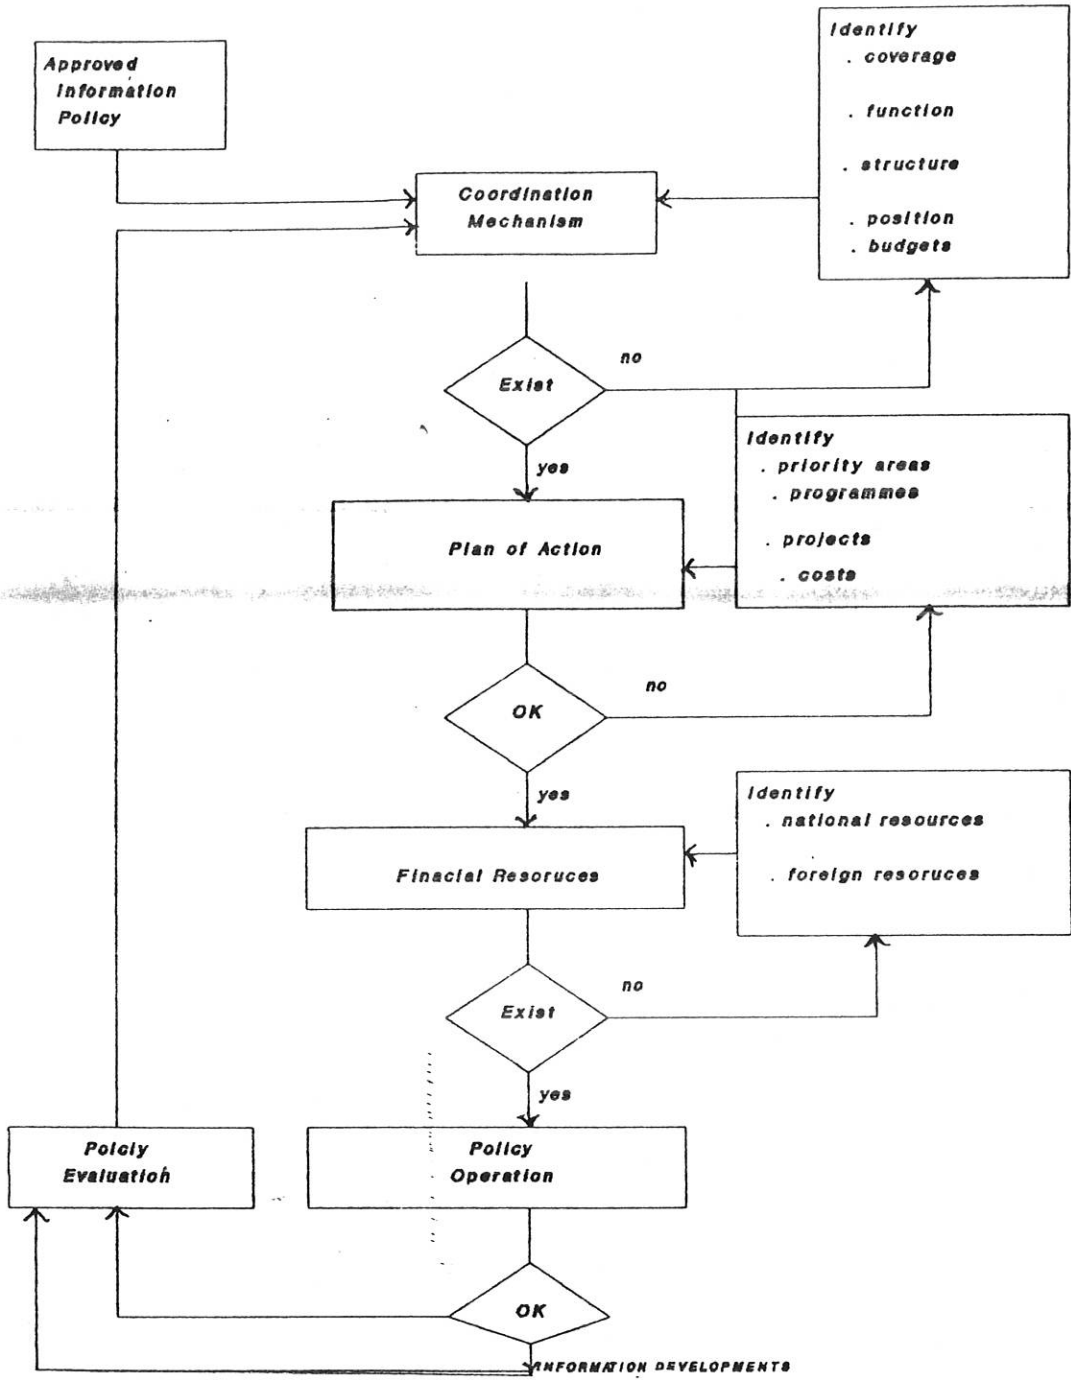 Approved
Information
Policy
Identify
. coverage
. function
. structure
. position
. budgets
Coordination
Mechanism
Exist
no
yes
Identify
. priority areas
. programmes
. projects
. costs
Plan of Action
OK
no
yes
Identify
. national resources
. foreign resoruces
Finacial Resoruces
Exist
no
yes
Polciy
Evaluation
Policy
Operation
OK
INFORMATION DEVELOPMENTS